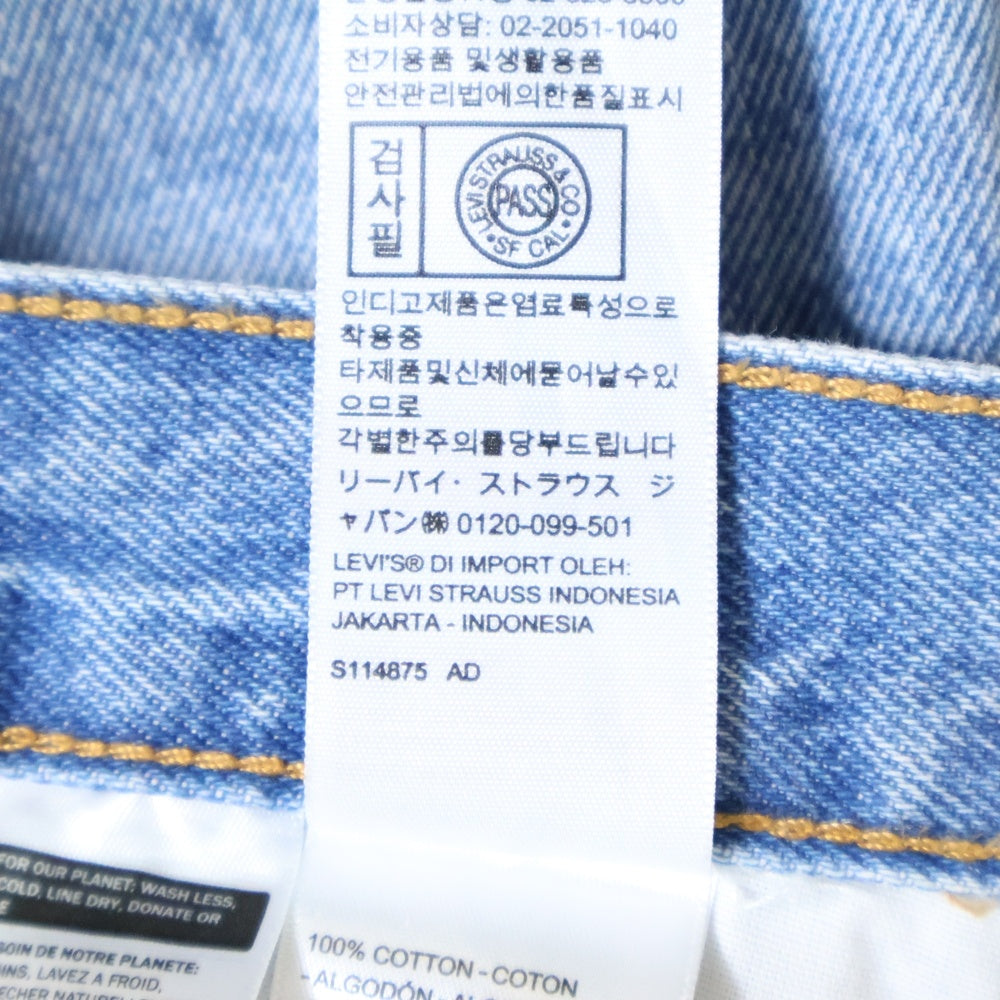 소비자상담: 02-2051-1040
전기용품 및생활용품
안전관리법에의한품질표시
검
사
필
LEVI STRAUSS & CO
PASS
SF CAL
인디고제품은염료특성으로
착용중
타제품및신체에묻어날수있
으므로
각별한주의를당부드립니다
リーバイ・ストラウス ジ
ャパン㈱ 0120-099-501
LEVI'S® DI IMPORT OLEH:
PT LEVI STRAUSS INDONESIA
JAKARTA - INDONESIA
S114875 AD
FOR OUR PLANET: WASH LESS,
COLD, LINE DRY, DONATE OR
SOIN DE NOTRE PLANETE:
LAVEZ A FROID,
100% COTTON - COTON
- ALGODÓN